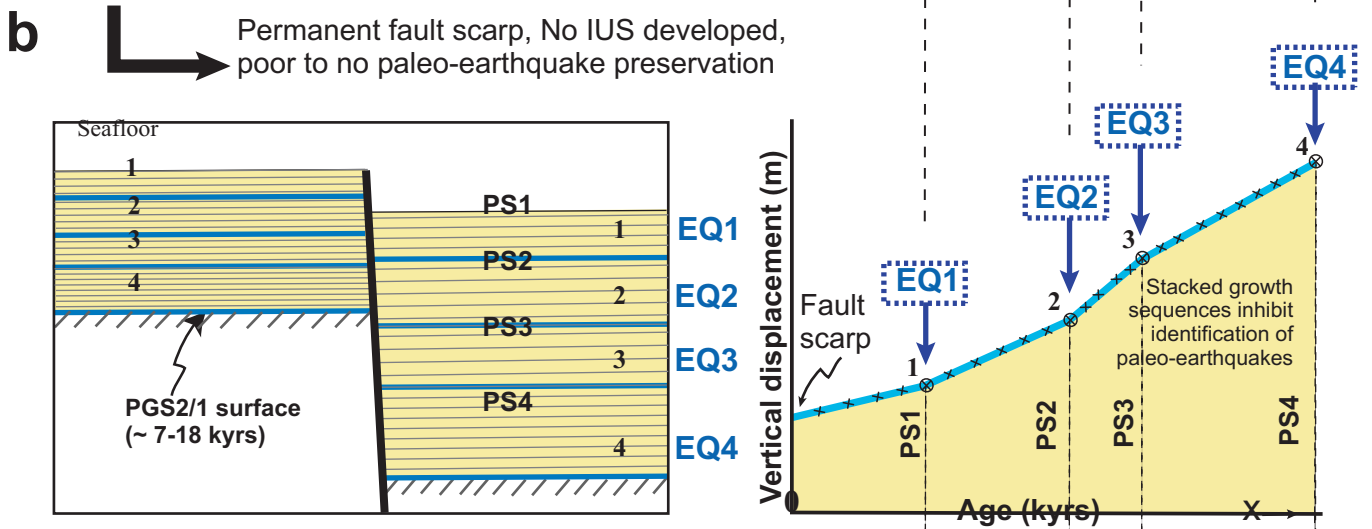 b
Permanent fault scarp, No IUS developed,
poor to no paleo-earthquake preservation
Seafloor
1
2
3
4
PGS2/1 surface
(~ 7-18 kyrs)
PS1
1
EQ1
PS2
2
EQ2
PS3
3
EQ3
PS4
4
EQ4
Vertical displacement (m)
EQ4
EQ3
EQ2
EQ1
4
3
2
1
Fault
scarp
Stacked growth
sequences inhibit
identification of
paleo-earthquakes
PS1
PS2
PS3
PS4
0
Age (kyrs)
X